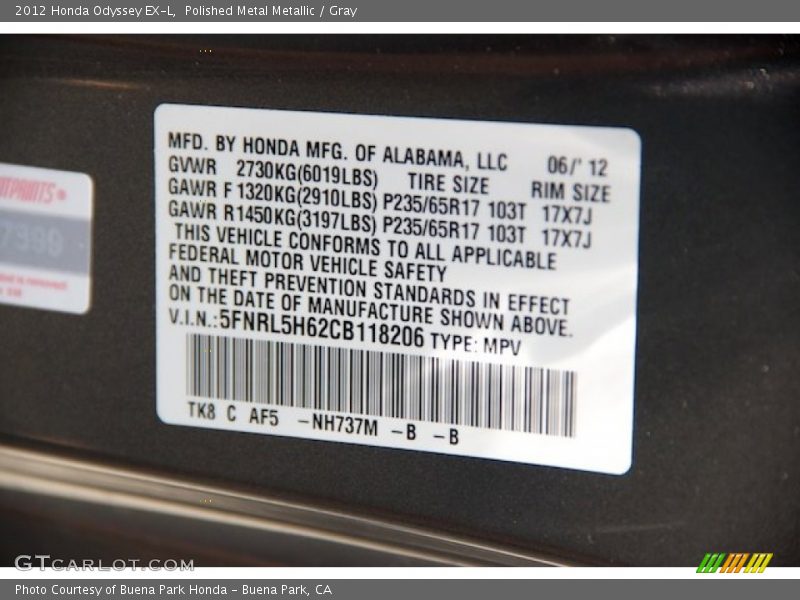 2012 Honda Odyssey EX-L, Polished Metal Metallic / Gray
MFD. BY HONDA MFG. OF ALABAMA, LLC 06/' 12
GVWR 2730KG(6019LBS) TIRE SIZE RIM SIZE
GAWR F 1320KG(2910LBS) P235/65R17 103T 17X7J
GAWR R1450KG(3197LBS) P235/65R17 103T 17X7J
THIS VEHICLE CONFORMS TO ALL APPLICABLE
FEDERAL MOTOR VEHICLE SAFETY
AND THEFT PREVENTION STANDARDS IN EFFECT
ON THE DATE OF MANUFACTURE SHOWN ABOVE.
V.I.N.:5FNRL5H62CB118206 TYPE: MPV
TK8 C AF5 -NH737M -B -B
GTCARLOT.COM
Photo Courtesy of Buena Park Honda - Buena Park, CA